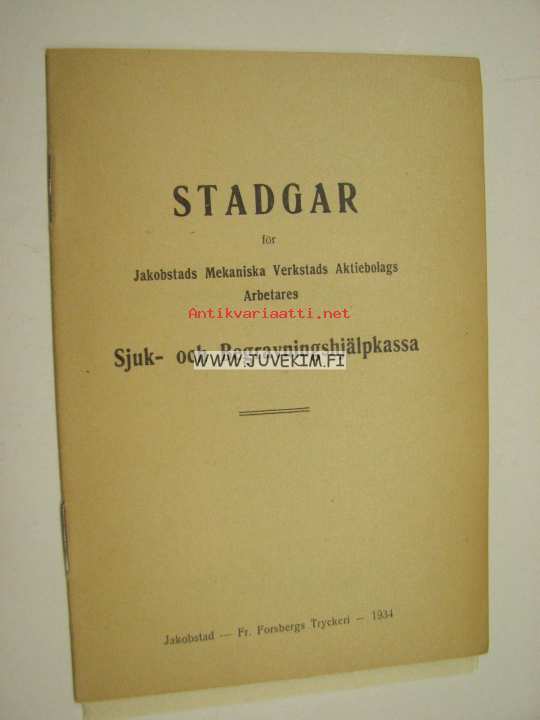 STADGAR
för
Jakobstads Mekaniska Verkstads Aktiebolags
Arbetares
Antikvariaatti.net
Sjuk- och Begravningshjälpkassa
WWW.JUVEKIM.FI
Jakobstad — Fr. Forsbergs Tryckeri — 1934